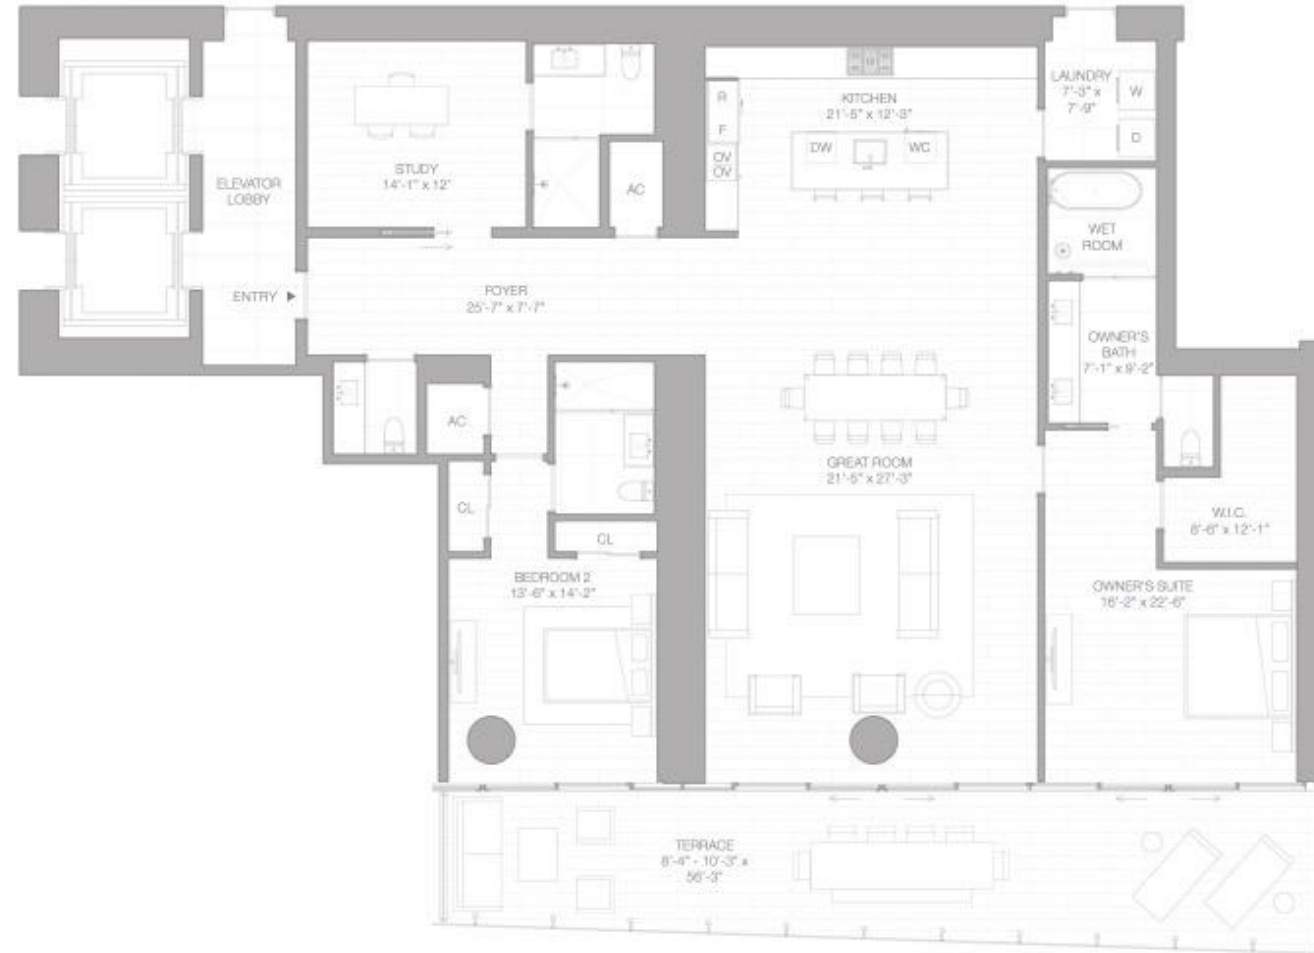 LAUNDRY
7'-3" x
7'-9"
W
D
R
F
OV
OV
KITCHEN
21'-5" x 12'-3"
DW
WC
STUDY
14'-1" x 12'
AC
ELEVATOR
LOBBY
WET
ROOM
ENTRY
FOYER
25'-7" x 7'-7"
OWNER'S
BATH
7'-1" x 9'-2"
AC
GREAT ROOM
21'-5" x 27'-3"
CL
CL
W.I.C.
8'-6" x 12'-1"
BEDROOM 2
13'-6" x 14'-2"
OWNER'S SUITE
16'-2" x 22'-6"
TERRACE
8'-4" - 10'-3" x
56'-3"